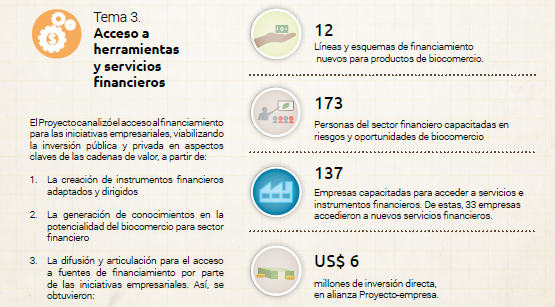 Tema 3.
Acceso a
herramientas
y servicios
financieros
El Proyecto canalizó el acceso al financiamiento
para las iniciativas empresariales, viabilizando
la inversión pública y privada en aspectos
claves de las cadenas de valor, a partir de:
1. La creación de instrumentos financieros
adaptados y dirigidos
2. La generación de conocimientos en la
potencialidad del biocomercio para sector
financiero
3. La difusión y articulación para el acceso
a fuentes de financiamiento por parte
de las iniciativas empresariales. Así, se
obtuvieron:
12
Líneas y esquemas de financiamiento
nuevos para productos de biocomercio.
173
Personas del sector financiero capacitadas en
riesgos y oportunidades de biocomercio
137
Empresas capacitadas para acceder a servicios e
instrumentos financieros. De estas, 33 empresas
accedieron a nuevos servicios financieros.
US$ 6
millones de inversión directa,
en alianza Proyecto-empresa.